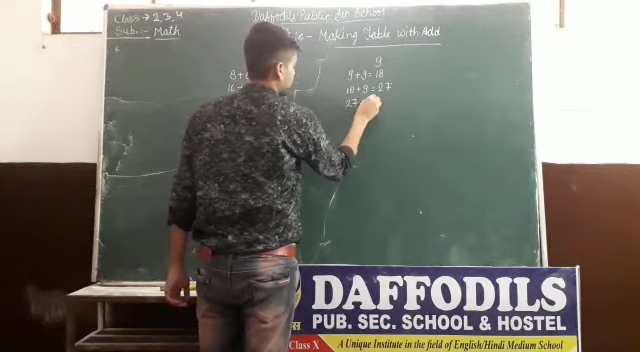 Class → 2,3,4
Daffodils Public Sec School
Sub:- Math
- Making Table With Add
8+
16+
9
9+9=18
18+9=27
27
DAFFODILS
PUB. SEC. SCHOOL & HOSTEL
Class X
A Unique Institute in the field of English/Hindi Medium School